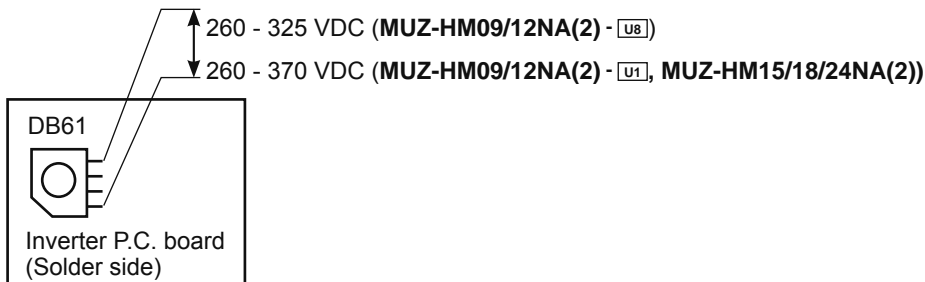 260 - 325 VDC (MUZ-HM09/12NA(2) - U8)
260 - 370 VDC (MUZ-HM09/12NA(2) - U1, MUZ-HM15/18/24NA(2))
DB61
Inverter P.C. board
(Solder side)